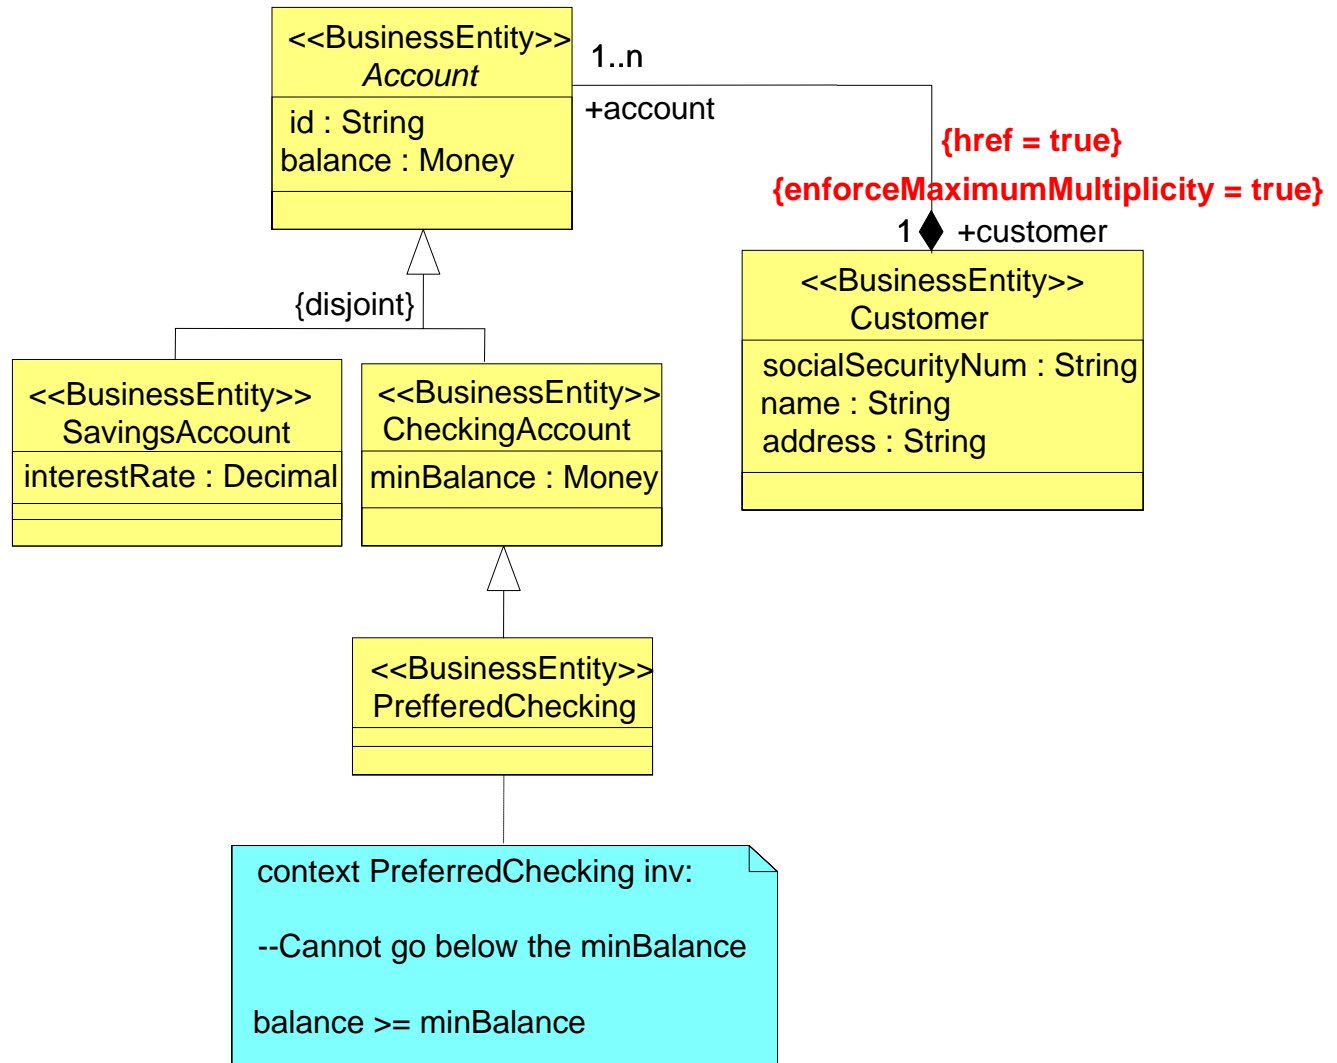 <<BusinessEntity>>
Account
id : String
balance : Money
1..n
+account
{href = true}
{enforceMaximumMultiplicity = true}
1
+customer
<<BusinessEntity>>
Customer
socialSecurityNum : String
name : String
address : String
{disjoint}
<<BusinessEntity>>
SavingsAccount
interestRate : Decimal
<<BusinessEntity>>
CheckingAccount
minBalance : Money
<<BusinessEntity>>
PrefferedChecking
context PreferredChecking inv:
--Cannot go below the minBalance
balance >= minBalance